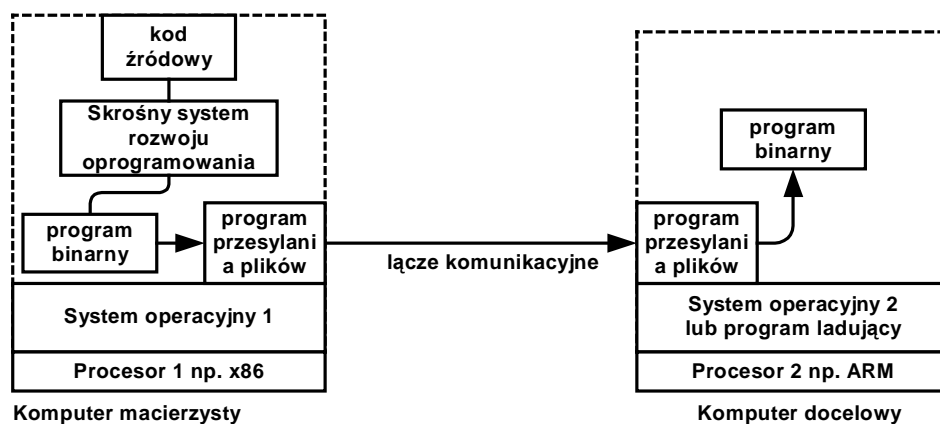 kod
źródowy
Skrośny system
rozwoju
oprogramowania
program
binarny
program
przesylani
a plików
System operacyjny 1
Procesor 1 np. x86
Komputer macierzysty
lącze komunikacyjne
program
binarny
program
przesylani
a plików
System operacyjny 2
lub program ladujący
Procesor 2 np. ARM
Komputer docelowy